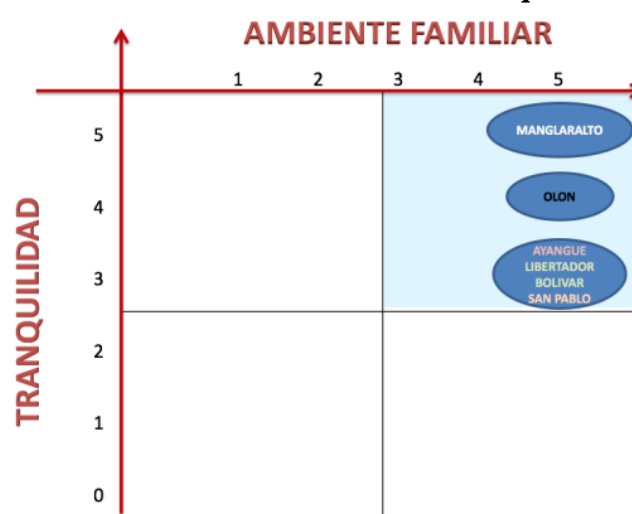 AMBIENTE FAMILIAR
1 2 3 4 5
5
MANGLARALTO
4
OLON
AYANGUE
LIBERTADOR
3
BOLIVAR
SAN PABLO
2
1
0
TRANQUILIDAD